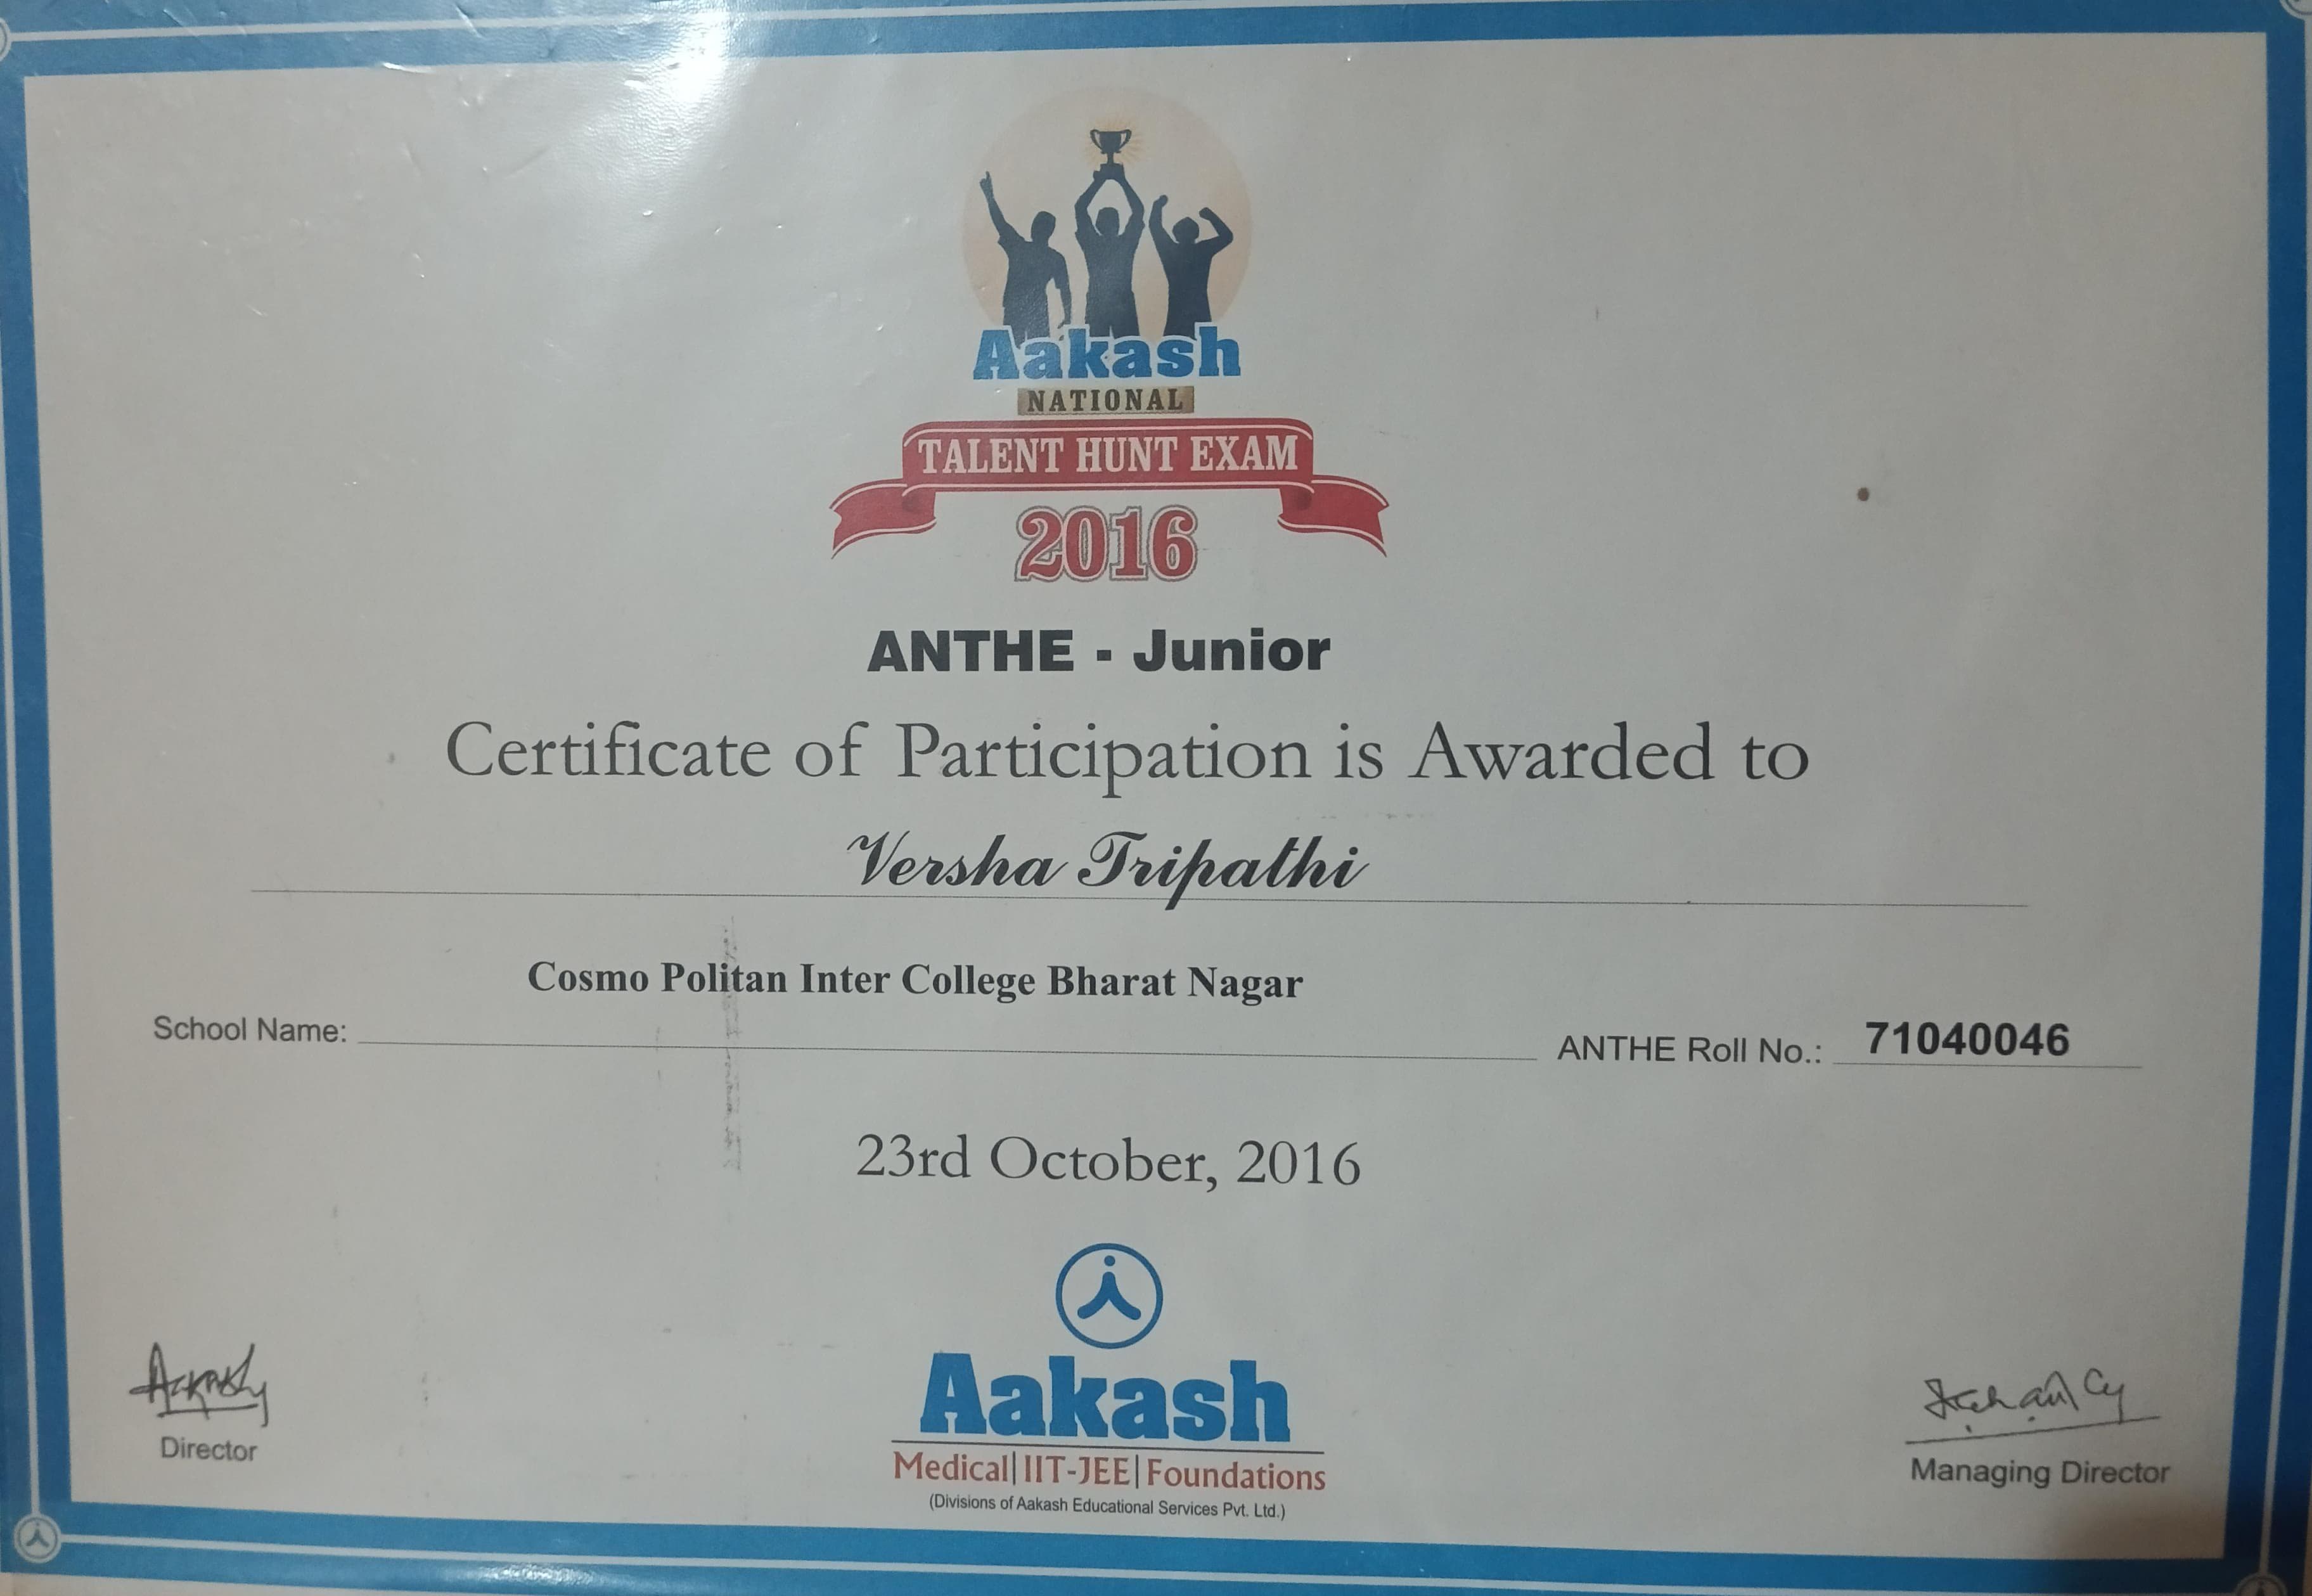 Aakash
NATIONAL
TALENT HUNT EXAM
2016
ANTHE - Junior
Certificate of Participation is Awarded to
Versha Tripathi
Cosmo Politan Inter College Bharat Nagar
School Name:
ANTHE Roll No.: 71040046
23rd October, 2016
Aakash
Medical|IIT-JEE|Foundations
(Divisions of Aakash Educational Services Pvt. Ltd.)
Director
Managing Director